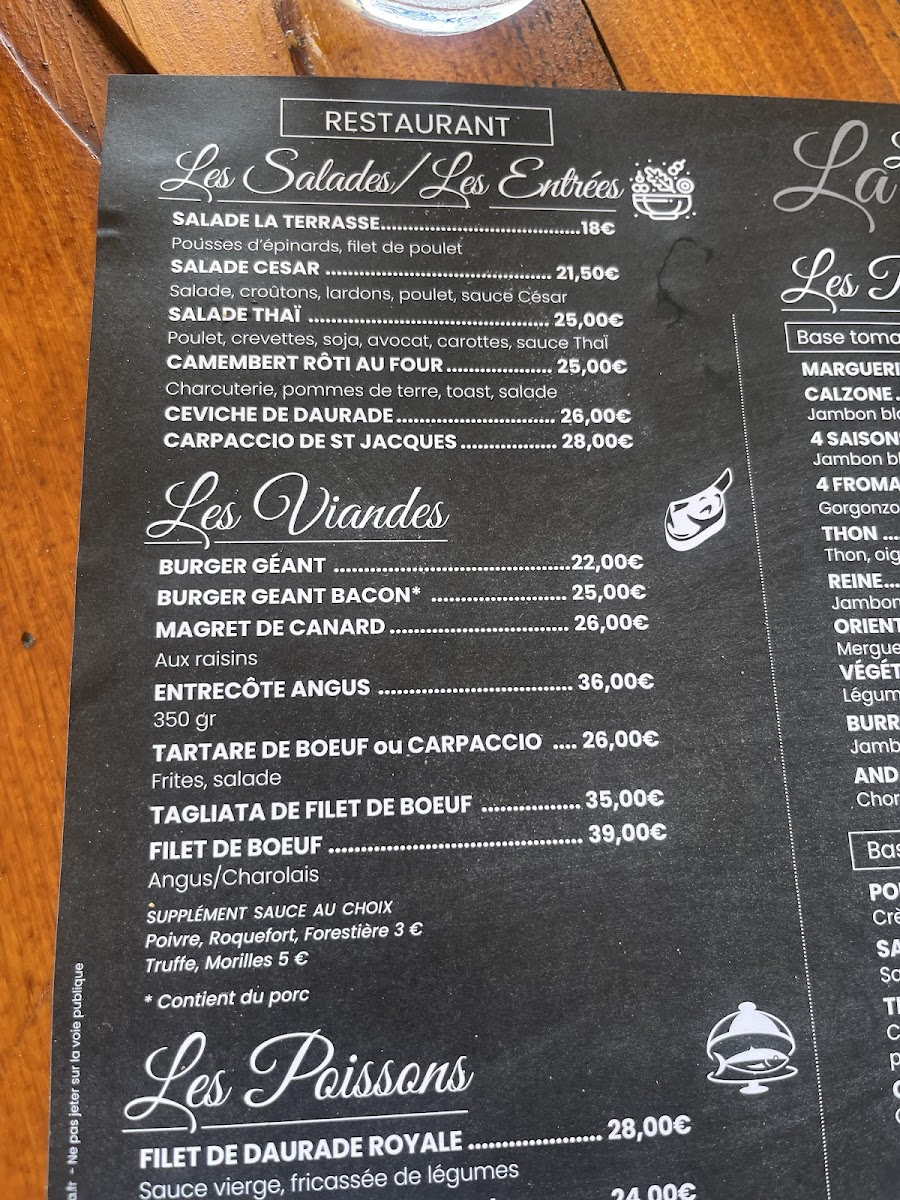 RESTAURANT
Les Salades/Les Entrées
SALADE LA TERRASSE..........18€
Pousses d'épinards, filet de poulet
SALADE CESAR .......... 21,50€
Salade, croûtons, lardons, poulet, sauce César
SALADE THAÏ .......... 25,00€
Poulet, crevettes, soja, avocat, carottes, sauce Thaï
CAMEMBERT RÔTI AU FOUR.......... 25,00€
Charcuterie, pommes de terre, toast, salade
CEVICHE DE DAURADE.......... 26,00€
CARPACCIO DE ST JACQUES .......... 28,00€
Les Viandes
BURGER GÉANT ..........22,00€
BURGER GEANT BACON* .......... 25,00€
MAGRET DE CANARD .......... 26,00€
Aux raisins
ENTRECÔTE ANGUS .......... 36,00€
350 gr
TARTARE DE BOEUF ou CARPACCIO .... 26,00€
Frites, salade
TAGLIATA DE FILET DE BOEUF .......... 35,00€
FILET DE BOEUF .......... 39,00€
Angus/Charolais
SUPPLÉMENT SAUCE AU CHOIX
Poivre, Roquefort, Forestière 3 €
Truffe, Morilles 5 €
* Contient du porc
Les Poissons
FILET DE DAURADE ROYALE .......... 28,00€
Sauce vierge, fricassée de légumes
24,00€
a.fr - Ne pas jeter sur la voie publique
La
Les
Base
MARGUERI
CALZONE .
Jambon
4 SAISON
Jambon
4 FROMA
Gorgonzo
THON ....
Thon, oig
REINE...
Jambon
ORIENT
Mergue
VÉGÉT
Légum
BURR
Jamb
AND
Chor
Bas
PO
Crè
SA